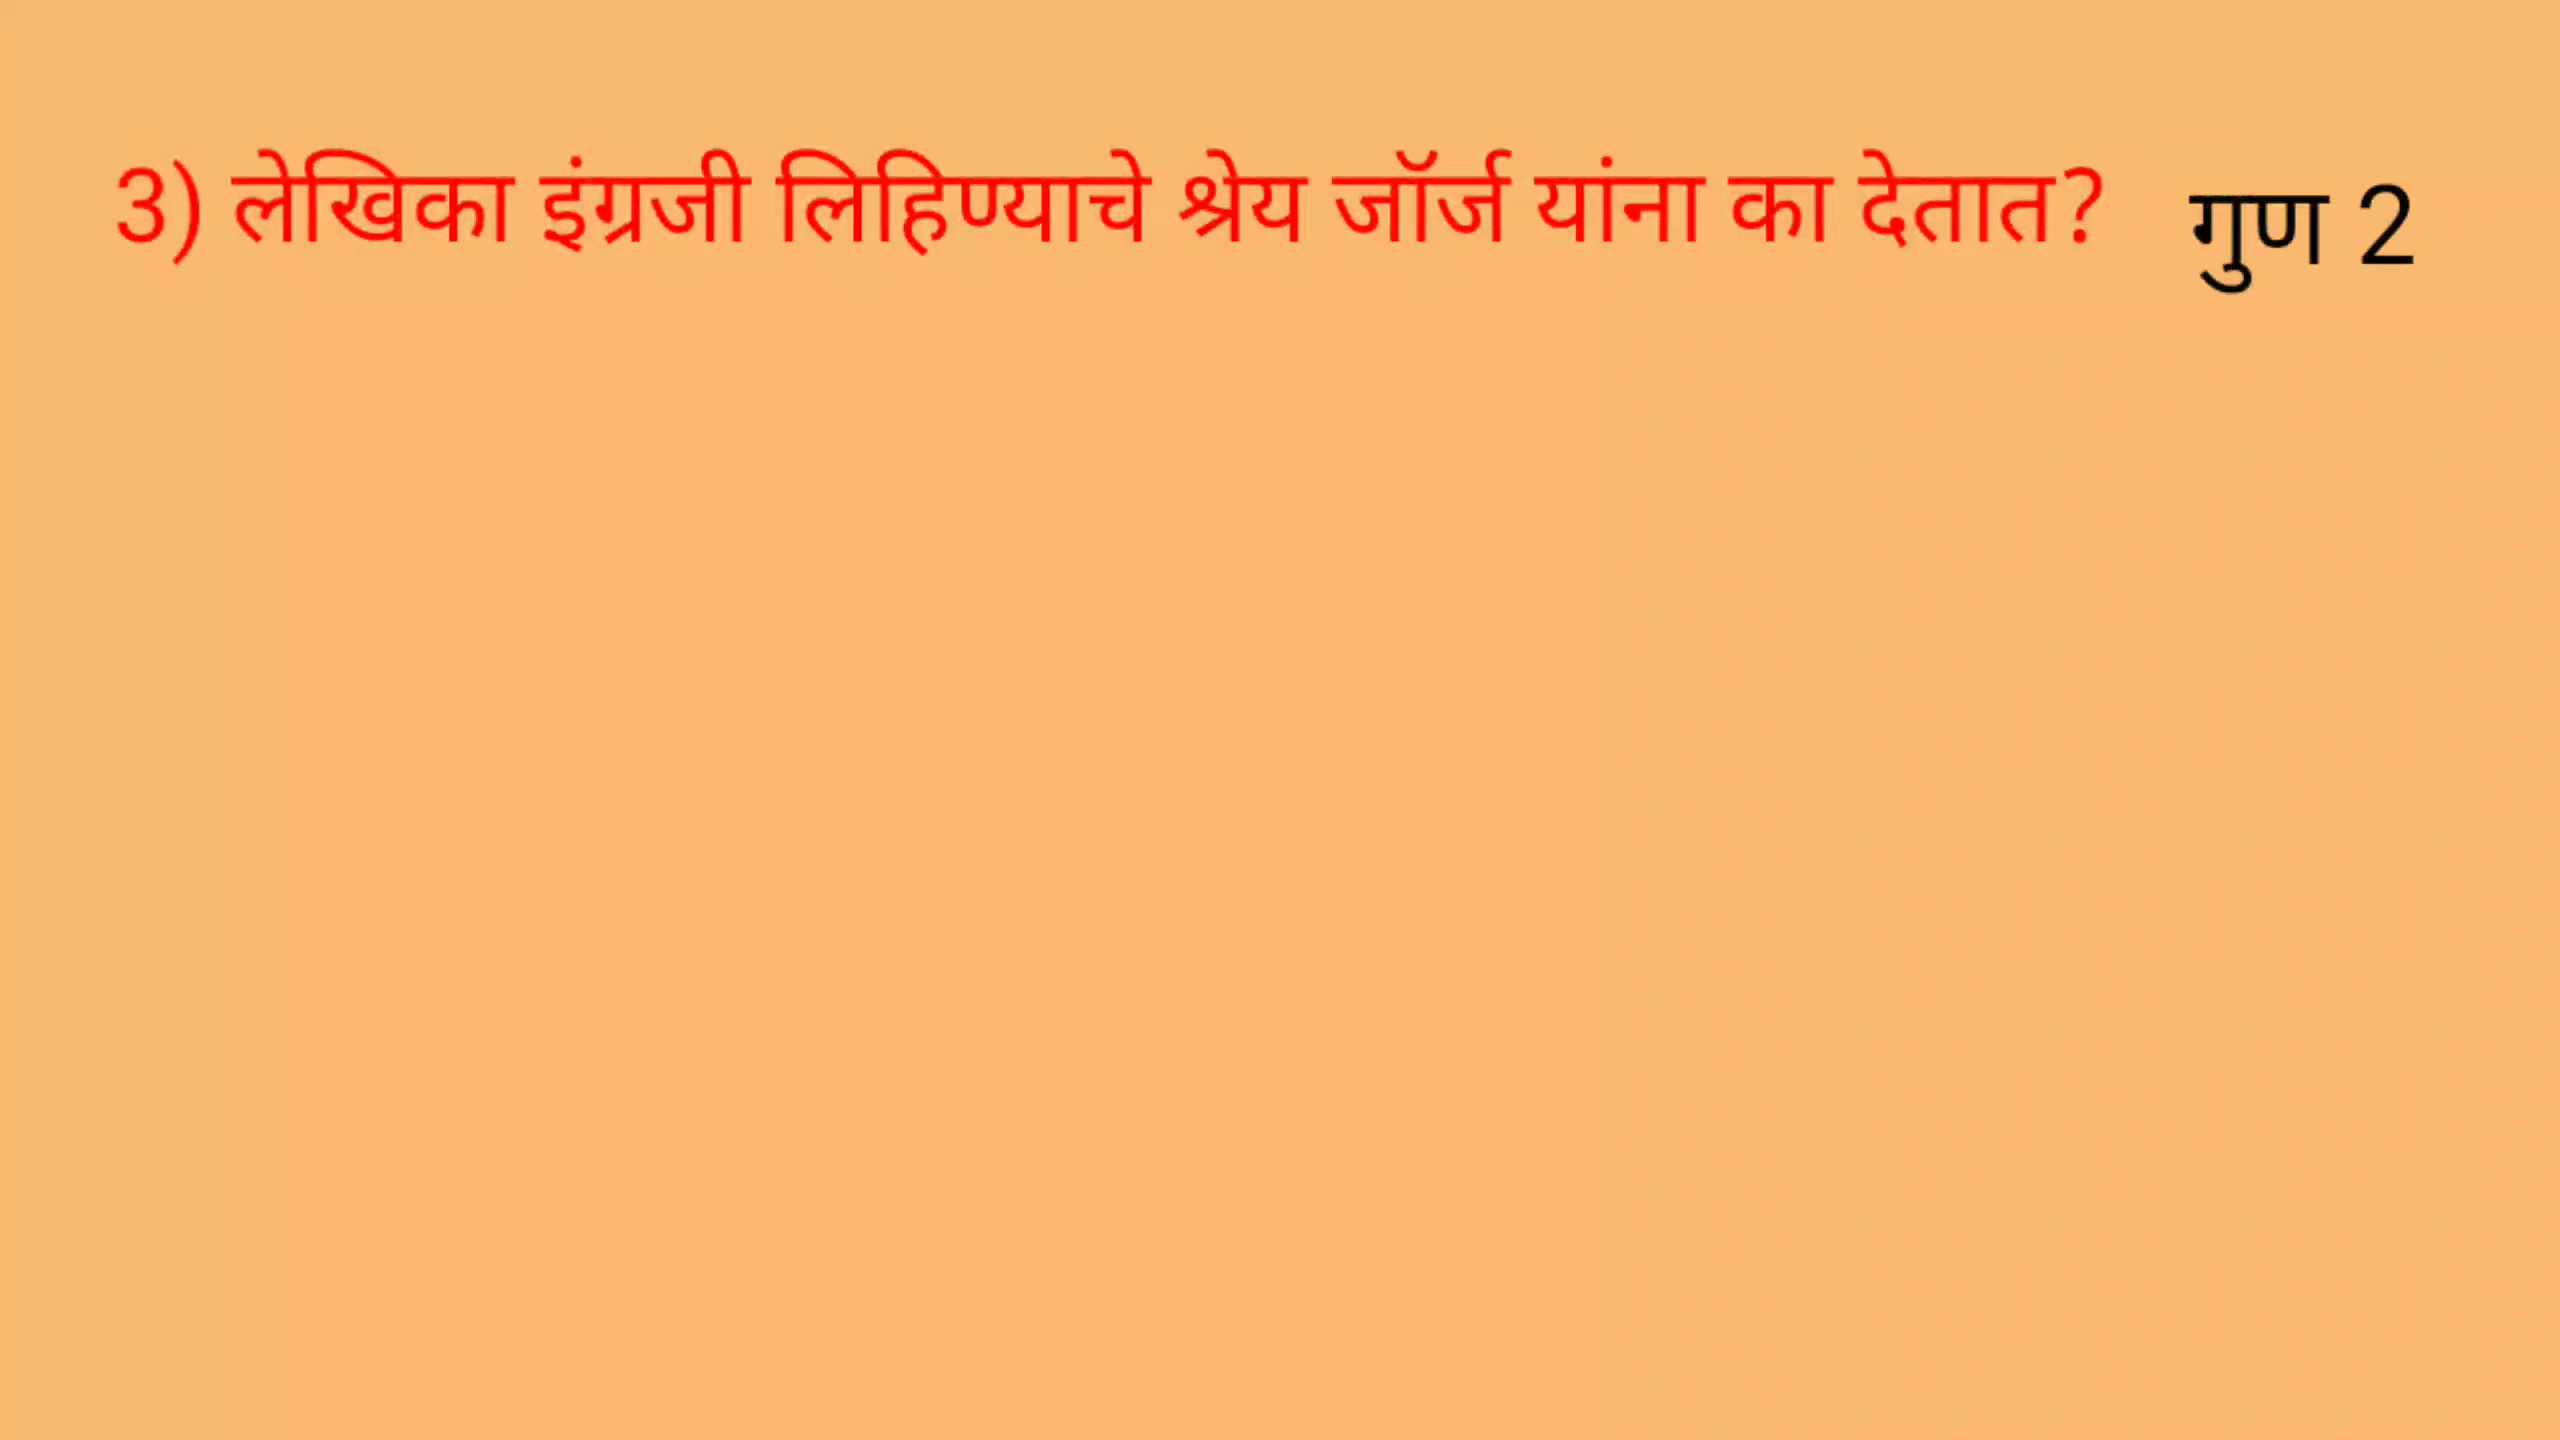 3) लेखिका इंग्रजी लिहिण्याचे श्रेय जॉर्ज यांना का देतात? गुण 2